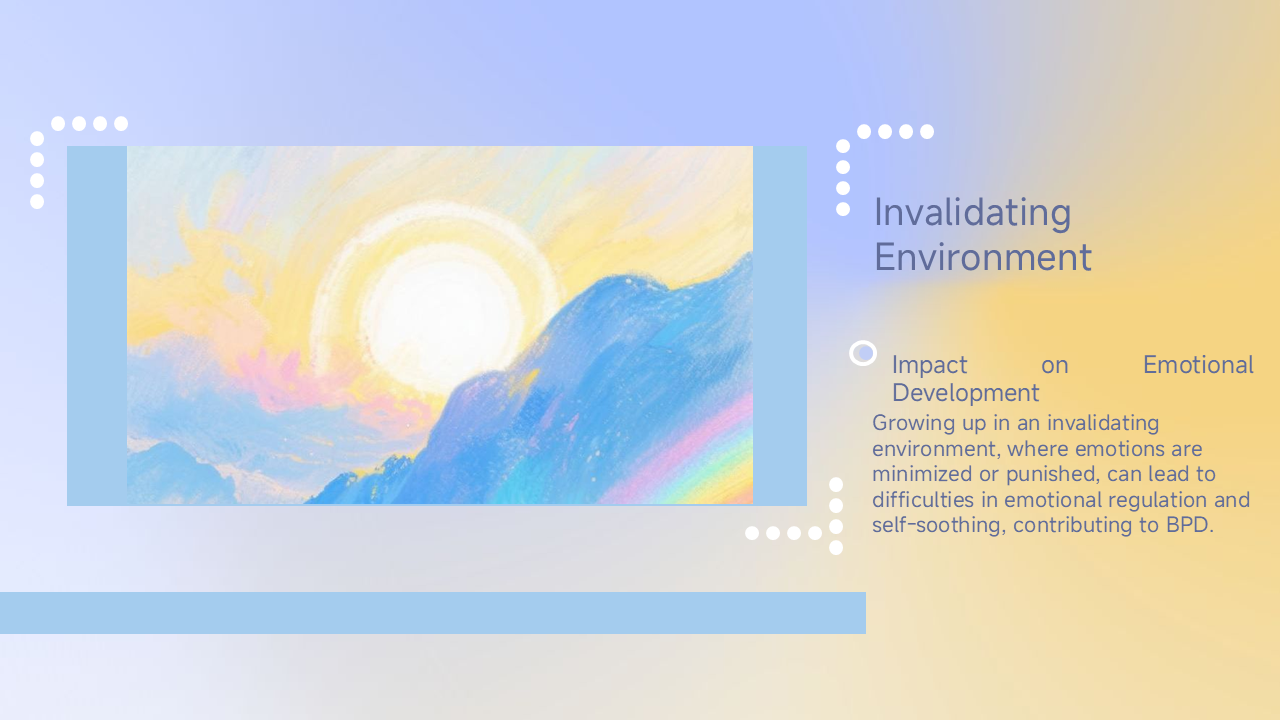 Invalidating
Environment
Impact on Emotional
Development
Growing up in an invalidating
environment, where emotions are
minimized or punished, can lead to
difficulties in emotional regulation and
self-soothing, contributing to BPD.